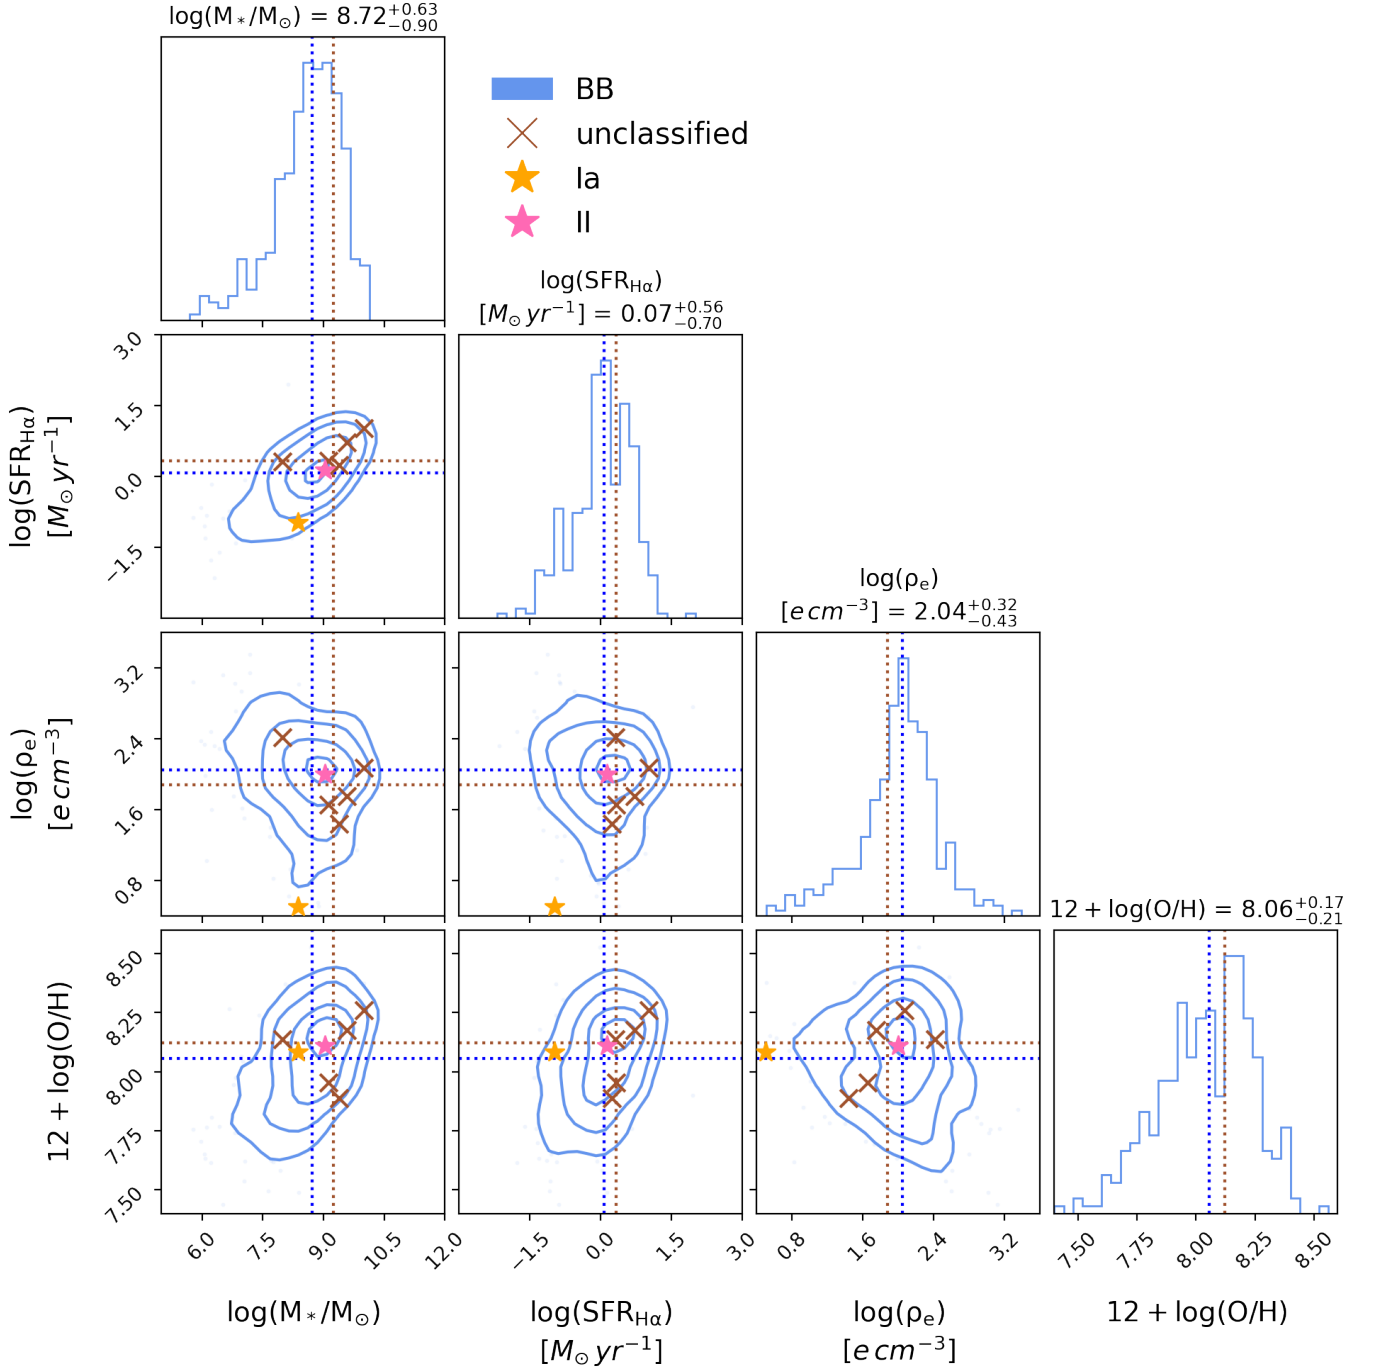 log(M∗/M⊙) = 8.72+0.63−0.90
BB
unclassified
Ia
II
log(SFRHα)
[M⊙ yr−1] = 0.07+0.56−0.70
3.0
1.5
0.0
−1.5
log(SFRHα)
[M⊙ yr−1]
log(ρe)
[e cm−3] = 2.04+0.32−0.43
3.2
2.4
1.6
0.8
log(ρe)
[e cm−3]
12 + log(O/H) = 8.06+0.17−0.21
8.50
8.25
8.00
7.75
7.50
12 + log(O/H)
6.0 7.5 9.0 10.5 12.0
−1.5 0.0 1.5 3.0
0.8 1.6 2.4 3.2
7.50 7.75 8.00 8.25 8.50
log(M∗/M⊙)
log(SFRHα)
[M⊙ yr−1]
log(ρe)
[e cm−3]
12 + log(O/H)